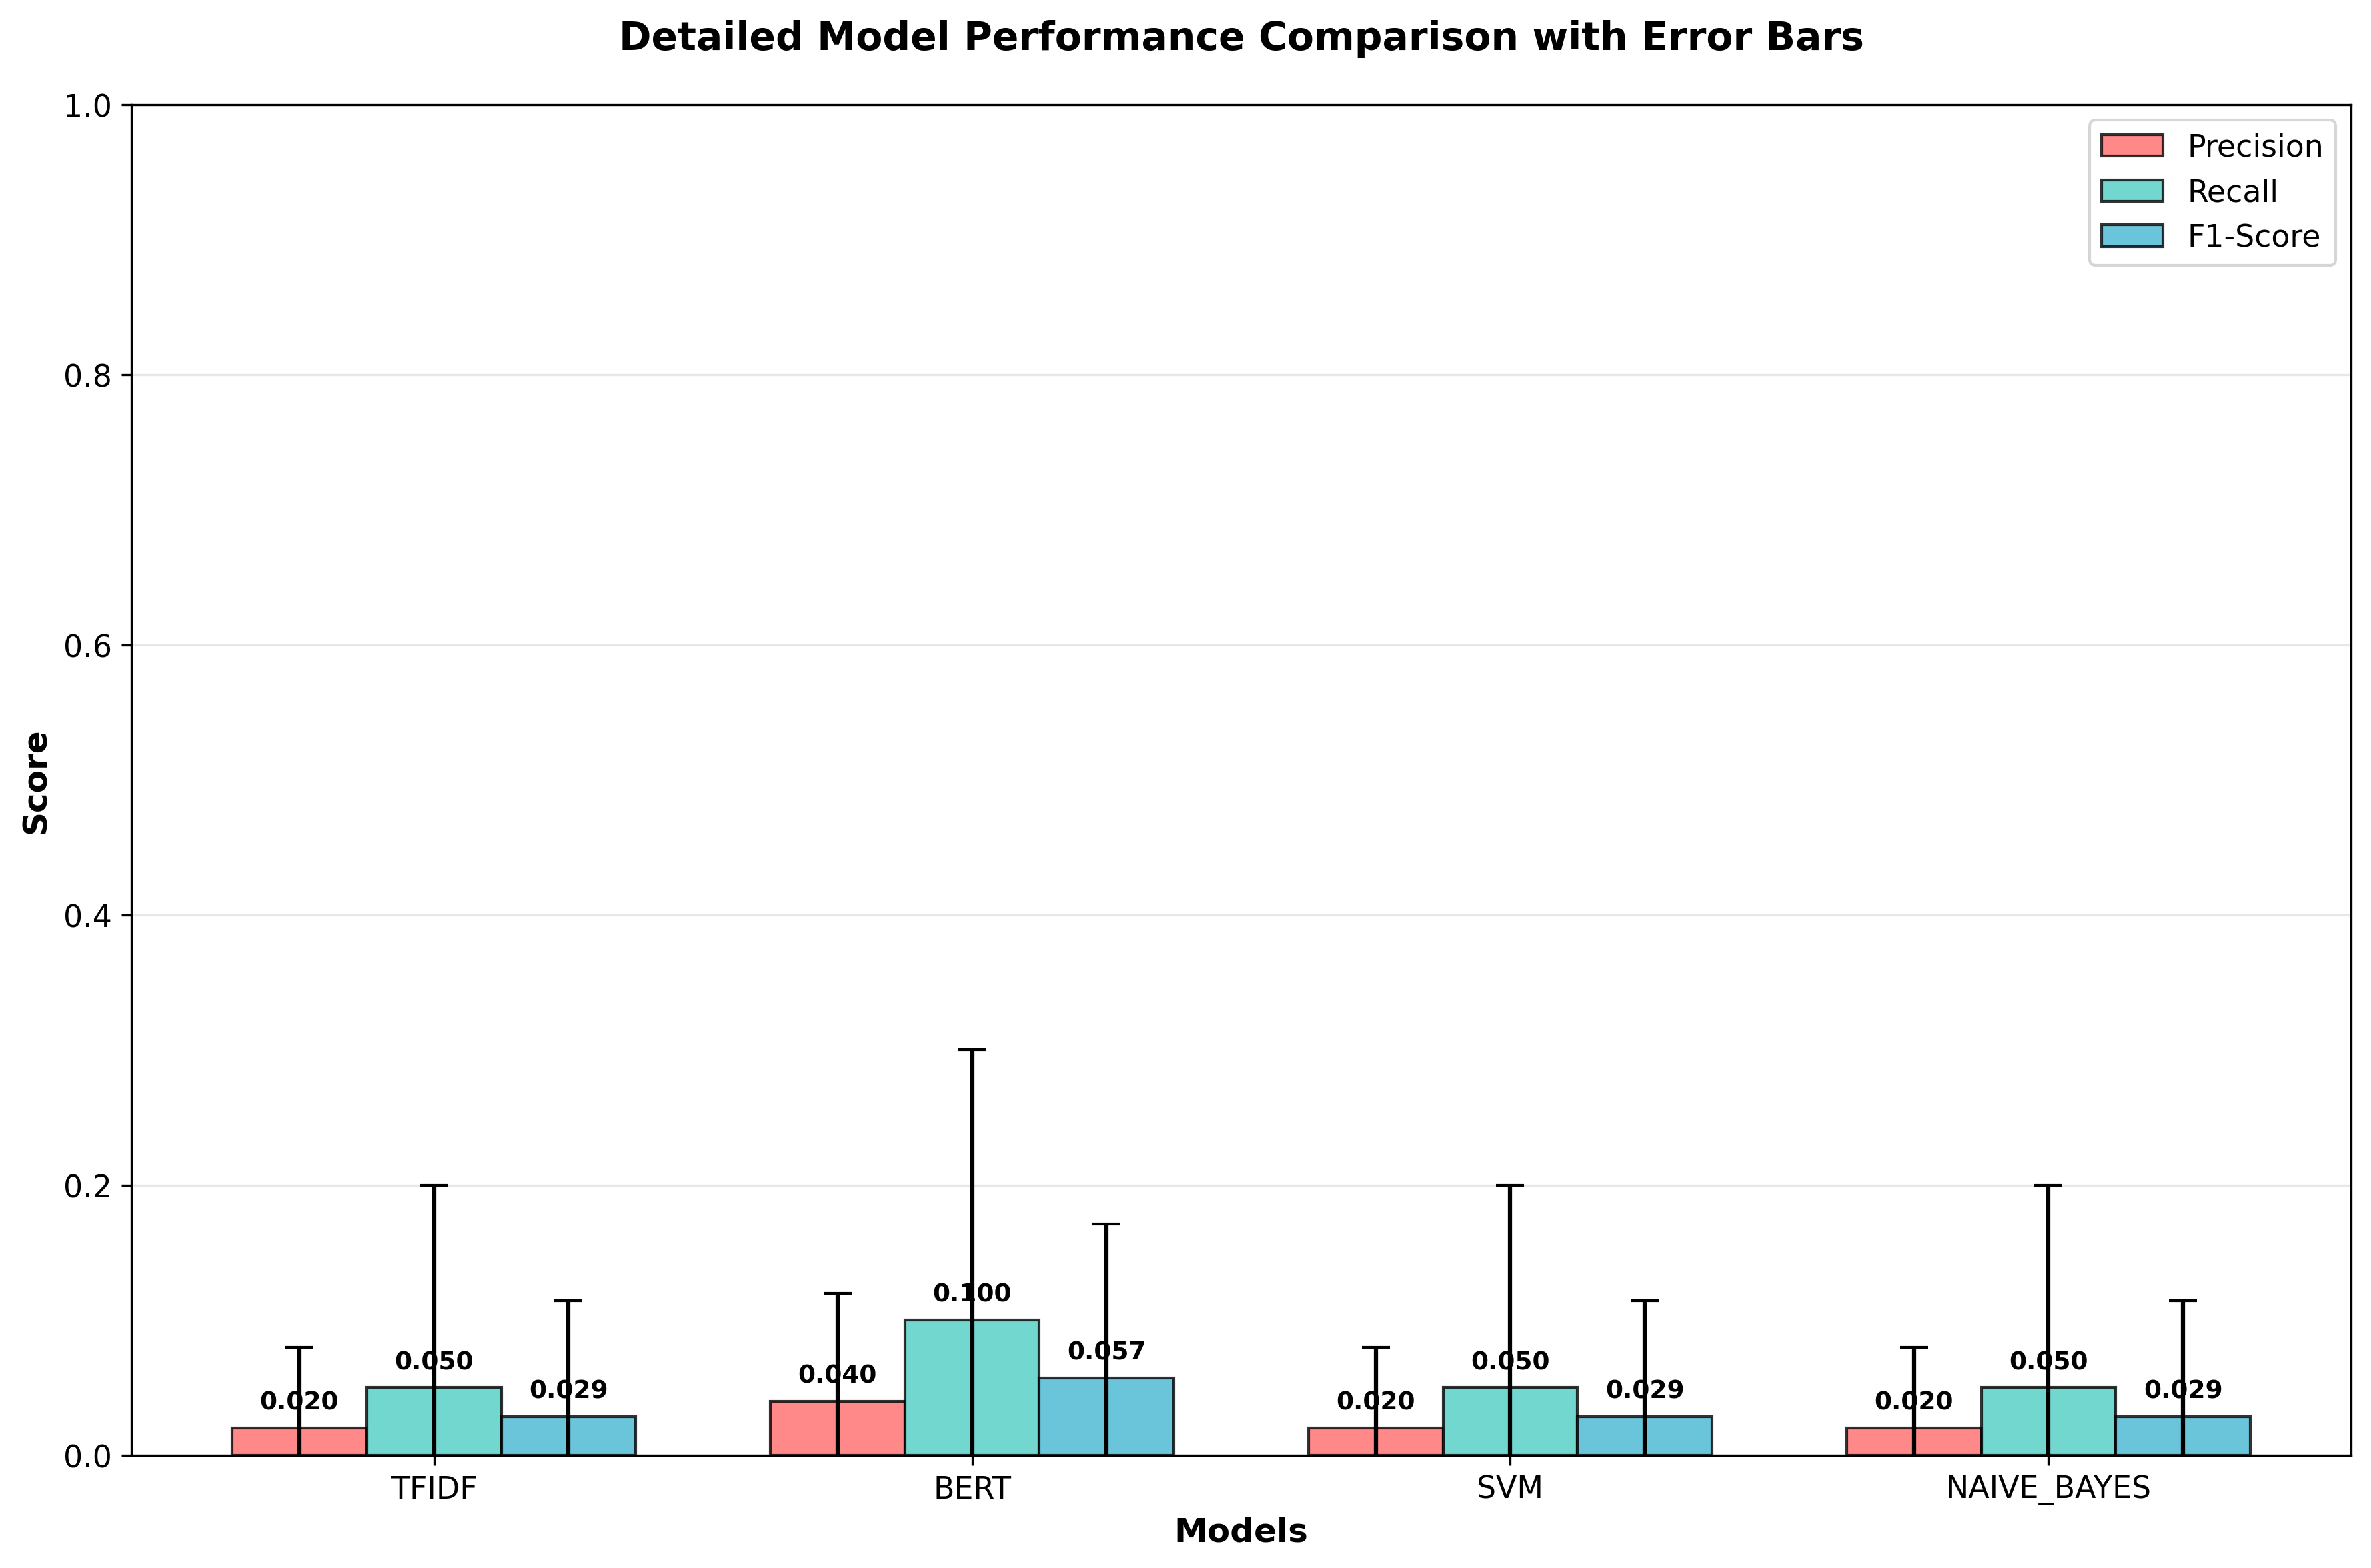 Detailed Model Performance Comparison with Error Bars
1.0
0.8
0.6
0.4
0.2
0.0
Score
Precision
Recall
F1-Score
0.020
0.050
0.029
0.040
0.100
0.057
0.020
0.050
0.029
0.020
0.050
0.029
TFIDF
BERT
SVM
NAIVE_BAYES
Models